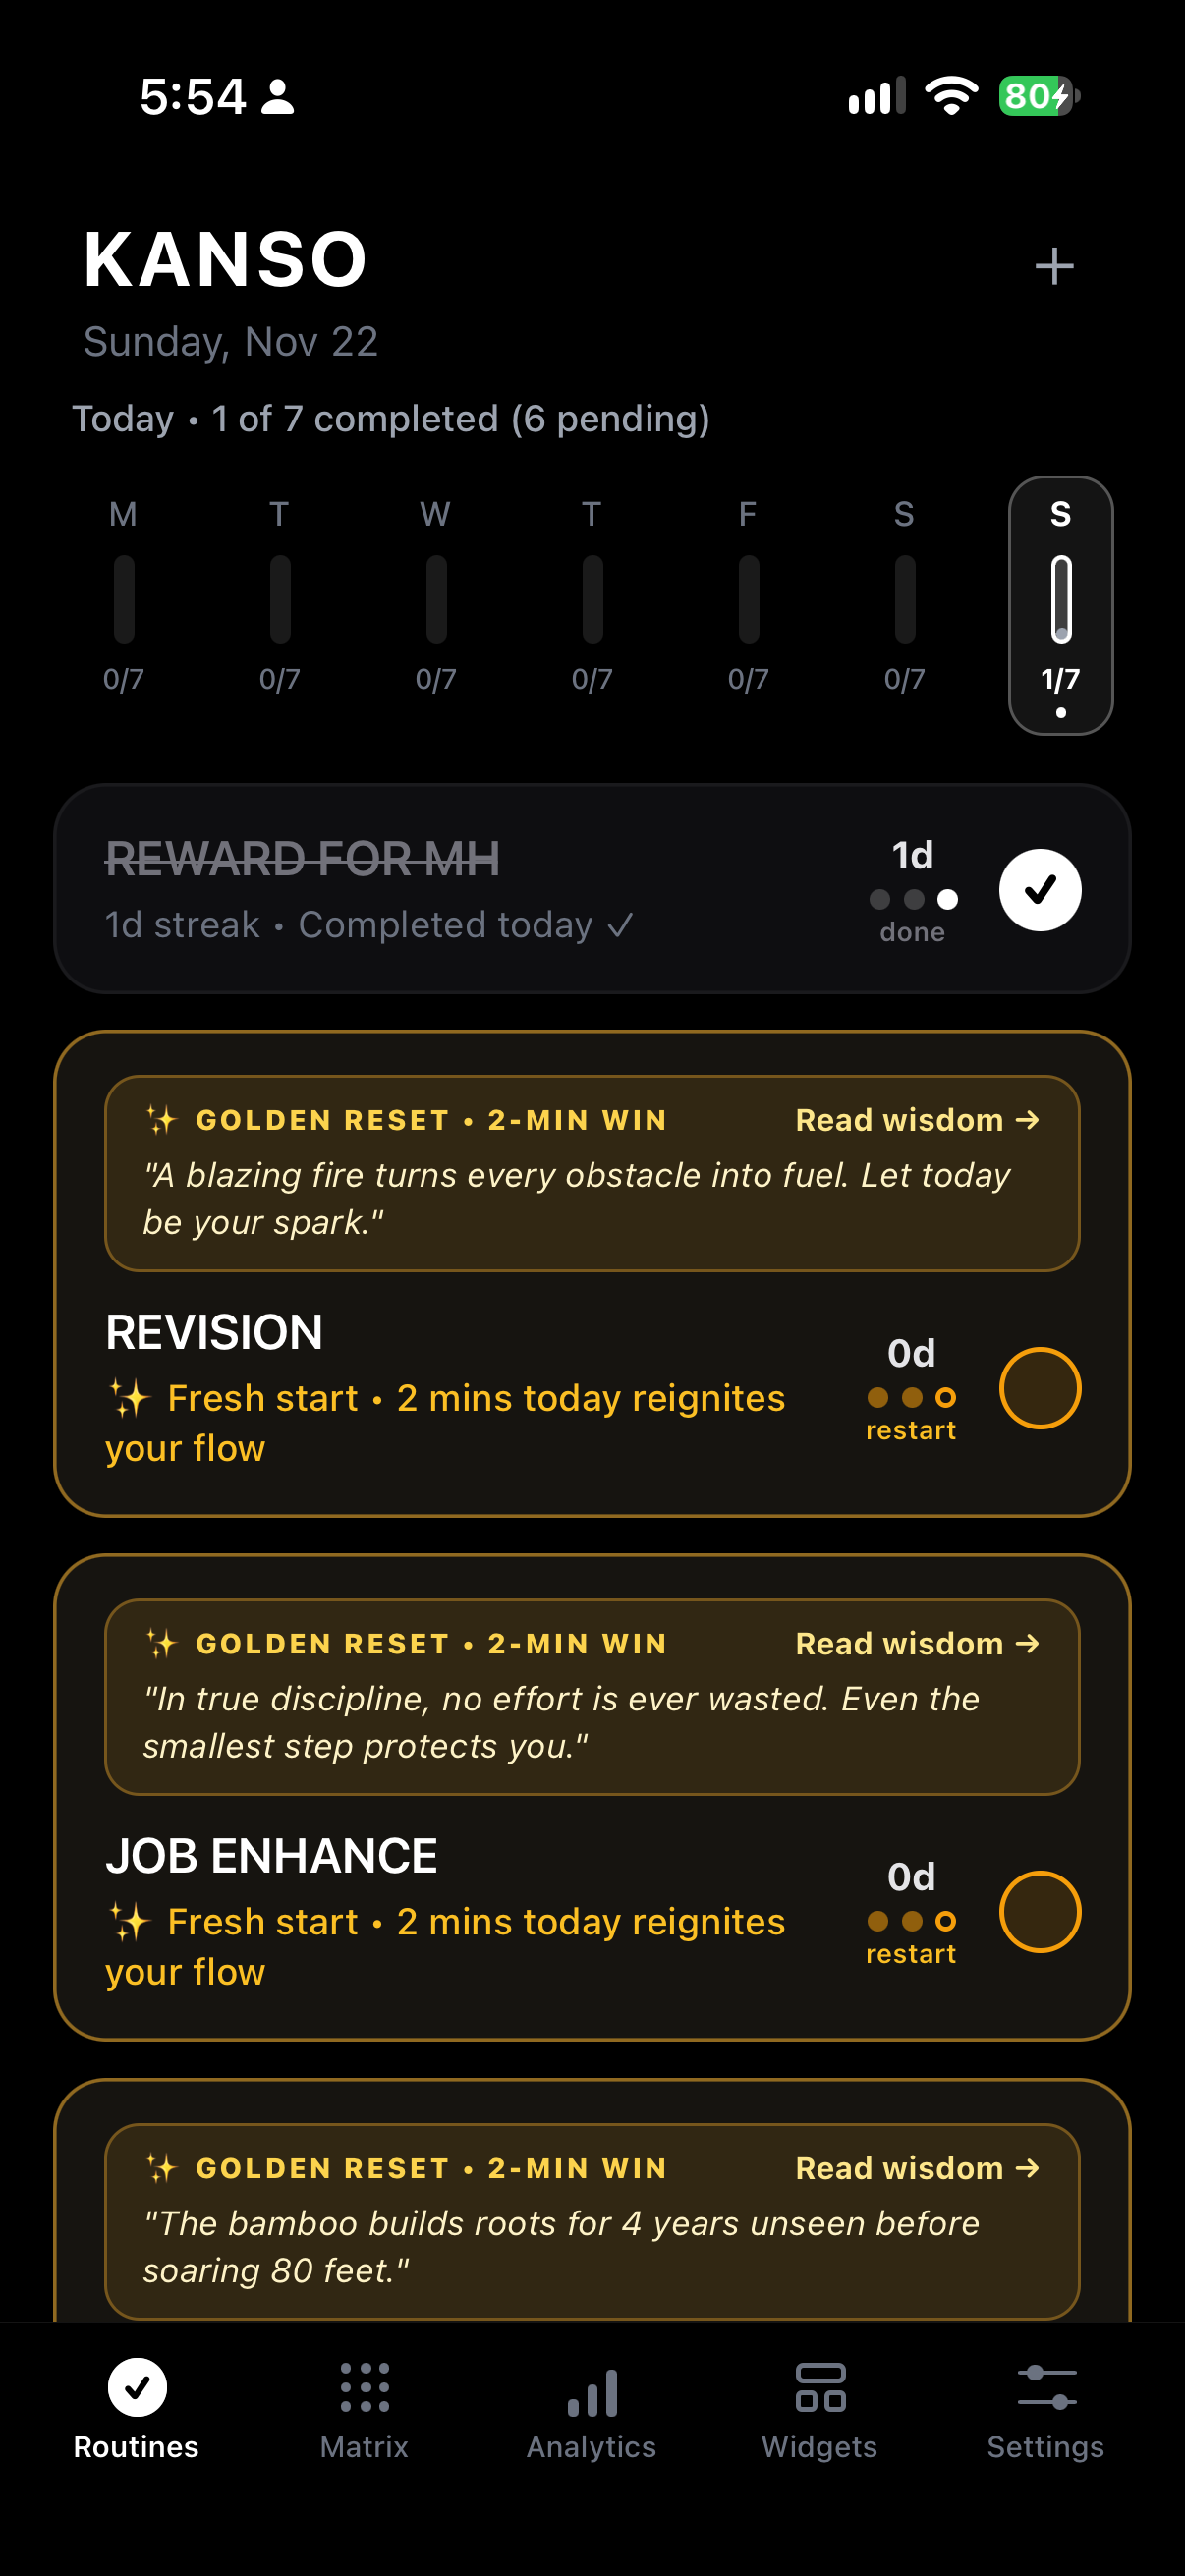 5:54
80
KANSO
Sunday, Nov 22
Today • 1 of 7 completed (6 pending)
M T W T F S S
0/7 0/7 0/7 0/7 0/7 0/7 1/7
REWARD FOR MH
1d streak • Completed today ✓
1d
done
✨ GOLDEN RESET • 2-MIN WIN
Read wisdom →
"A blazing fire turns every obstacle into fuel. Let today
be your spark."
REVISION
✨ Fresh start • 2 mins today reignites
your flow
0d
restart
✨ GOLDEN RESET • 2-MIN WIN
Read wisdom →
"In true discipline, no effort is ever wasted. Even the
smallest step protects you."
JOB ENHANCE
✨ Fresh start • 2 mins today reignites
your flow
0d
restart
✨ GOLDEN RESET • 2-MIN WIN
Read wisdom →
"The bamboo builds roots for 4 years unseen before
soaring 80 feet."
Routines Matrix Analytics Widgets Settings